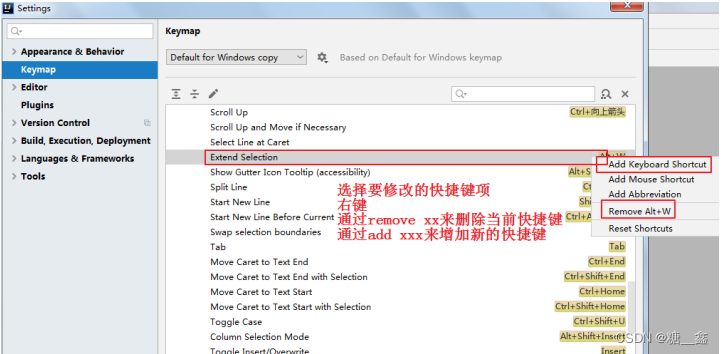 Settings
Appearance & Behavior
Keymap
Editor
Plugins
Version Control
Build, Execution, Deployment
Languages & Frameworks
Tools
Keymap
Default for Windows copy
Based on Default for Windows keymap
Scroll Up Ctrl+向上箭头
Scroll Up and Move if Necessary
Select Line at Caret
Extend Selection Alt+W
Show Gutter Icon Tooltip (accessibility)
Split Line
Start New Line
Start New Line Before Current
Swap selection boundaries
Tab Tab
Move Caret to Text End Ctrl+End
Move Caret to Text End with Selection Ctrl+Shift+End
Move Caret to Text Start Ctrl+Home
Move Caret to Text Start with Selection Ctrl+Shift+Home
Toggle Case Ctrl+Shift+U
Column Selection Mode Alt+Shift+Insert
Toggle Insert/Overwrite Insert
Add Keyboard Shortcut
Add Mouse Shortcut
Add Abbreviation
Remove Alt+W
Reset Shortcuts
选择要修改的快捷键项
右键
通过remove xx来删除当前快捷键
通过add xxx来增加新的快捷键
CSDN @塘__鑫